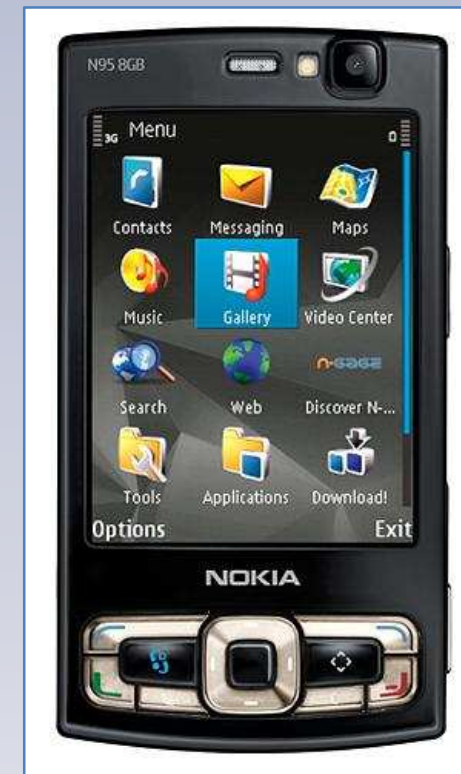 N95 8GB
3G Menu
Contacts Messaging Maps
Music Gallery Video Center
Search Web Discover N-...
n-gage
Tools Applications Download!
Options Exit
NOKIA